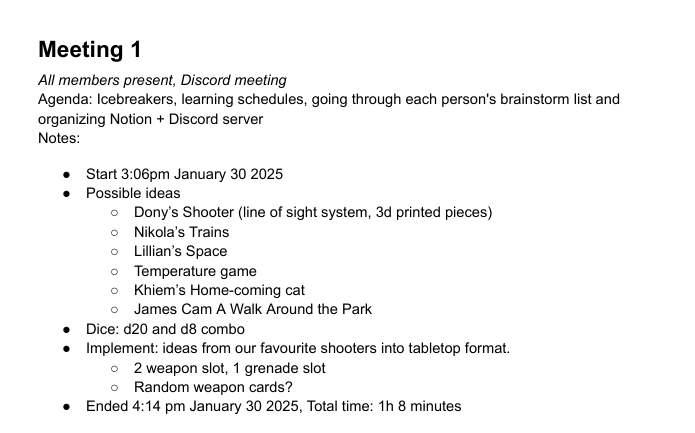 Meeting 1
All members present, Discord meeting
Agenda: Icebreakers, learning schedules, going through each person's brainstorm list and
organizing Notion + Discord server
Notes:
● Start 3:06pm January 30 2025
● Possible ideas
○ Dony’s Shooter (line of sight system, 3d printed pieces)
○ Nikola’s Trains
○ Lillian’s Space
○ Temperature game
○ Khiem’s Home-coming cat
○ James Cam A Walk Around the Park
● Dice: d20 and d8 combo
● Implement: ideas from our favourite shooters into tabletop format.
○ 2 weapon slot, 1 grenade slot
○ Random weapon cards?
● Ended 4:14 pm January 30 2025, Total time: 1h 8 minutes